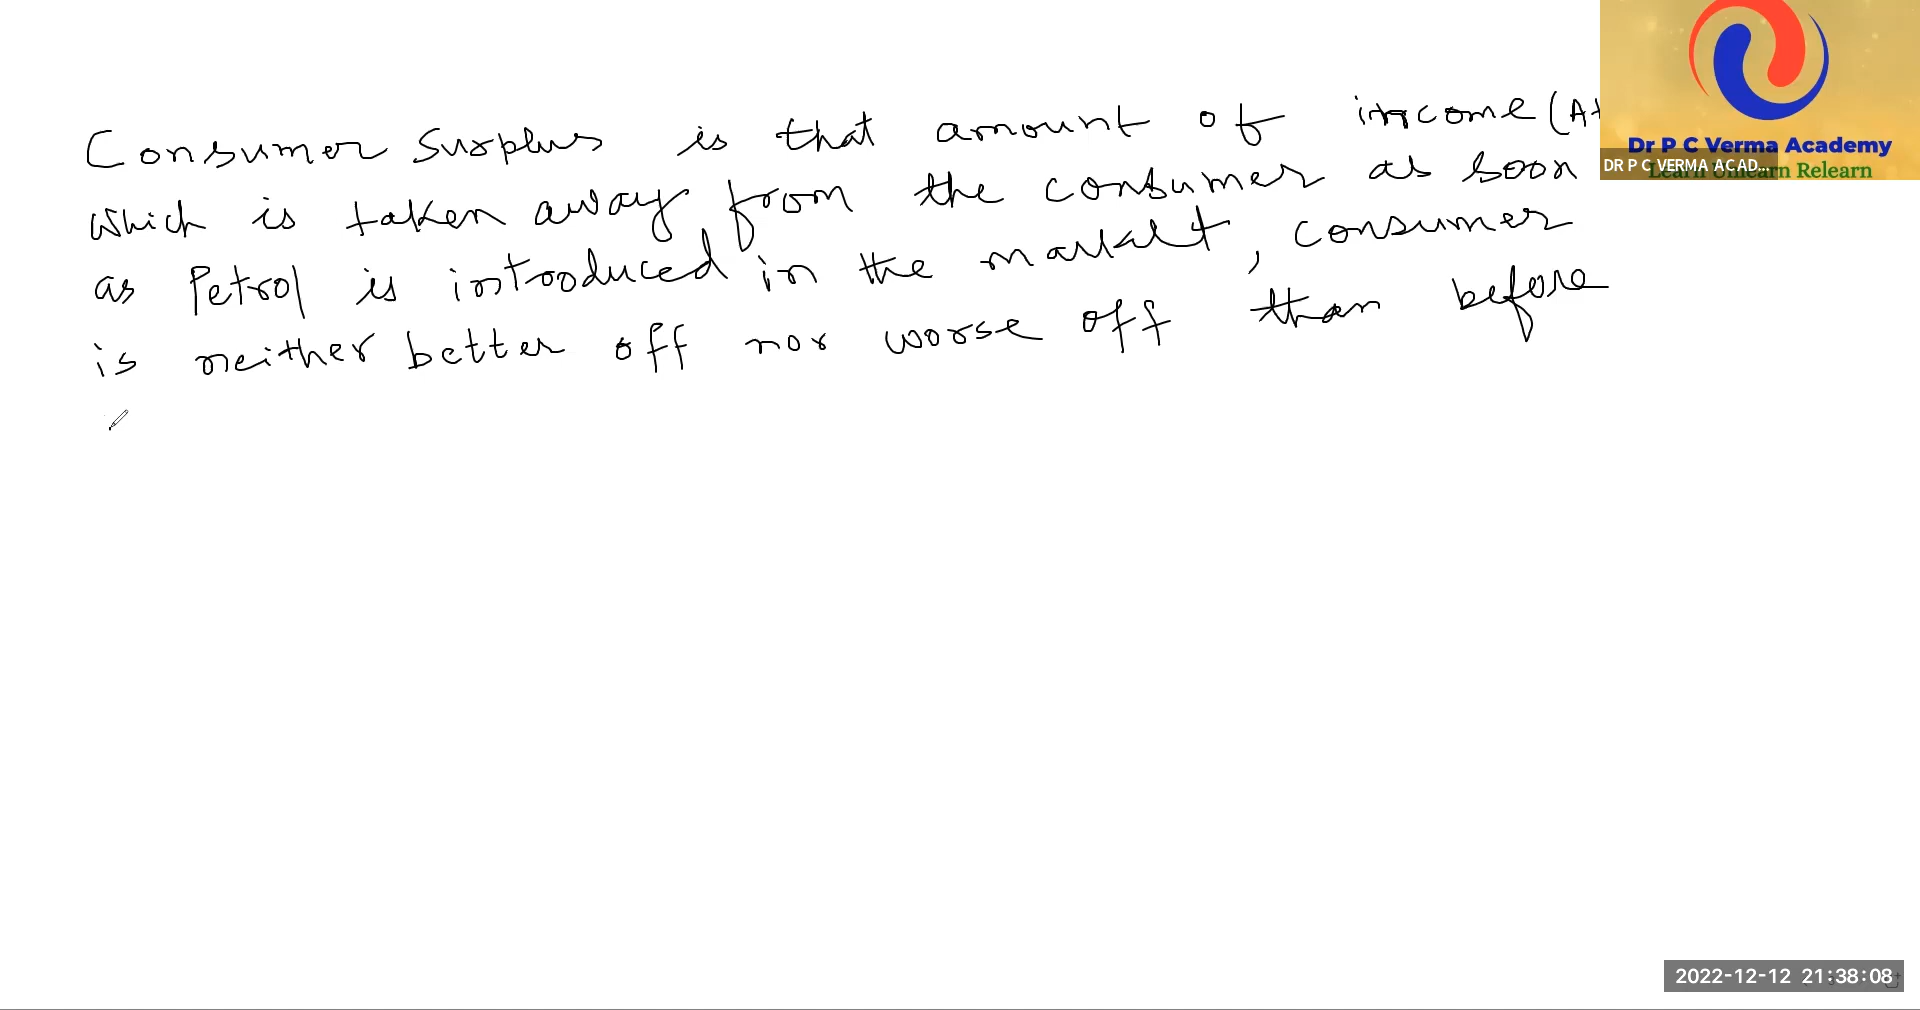 Consumer Surplus is that amount of income (At
which is taken away from the consumer as soon
as Petrol is introduced in the market, consumer
is neither better off nor worse off than before
Dr P C Verma Academy
DR P C VERMA ACAD...
Learn Unlearn Relearn
2022-12-12 21:38:08